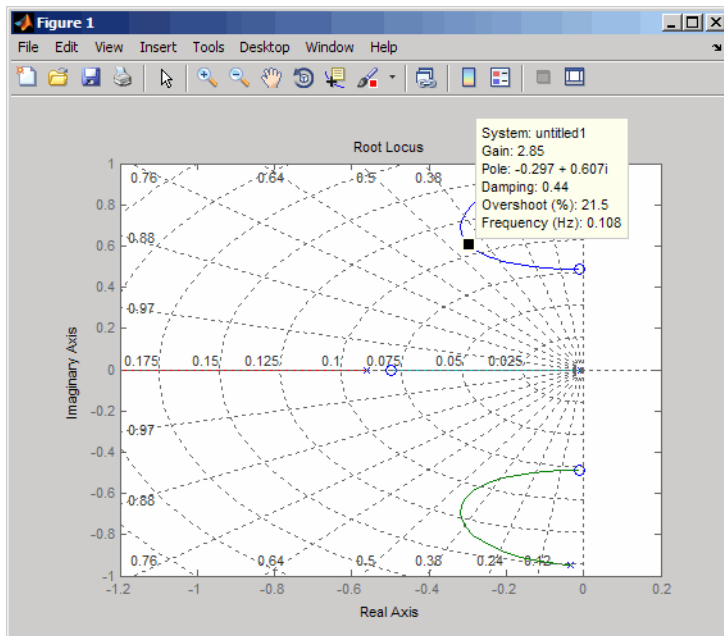 Figure 1
File Edit View Insert Tools Desktop Window Help
Root Locus
System: untitled1
Gain: 2.85
Pole: -0.297 + 0.607i
Damping: 0.44
Overshoot (%): 21.5
Frequency (Hz): 0.108
1
0.8
0.6
0.4
0.2
0
-0.2
-0.4
-0.6
-0.8
-1
Imaginary Axis
0.76 0.64 0.5 0.38
0.88
0.97
0.175 0.15 0.125 0.1 0.075 0.05 0.025
0.97
0.88
0.76 0.64 0.5 0.38 0.24 0.12
-1.2 -1 -0.8 -0.6 -0.4 -0.2 0 0.2
Real Axis